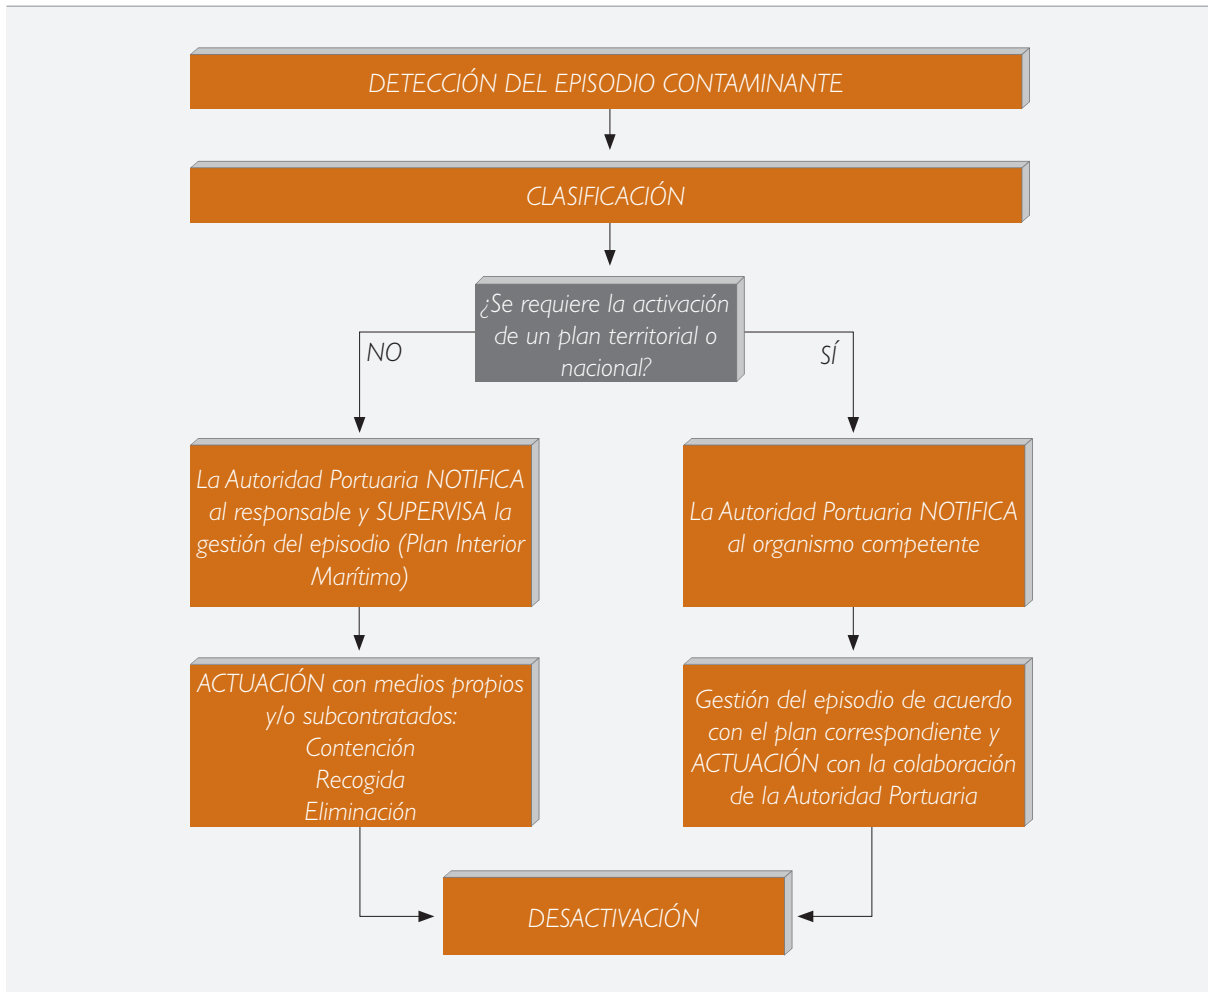 DETECCIÓN DEL EPISODIO CONTAMINANTE
CLASIFICACIÓN
¿Se requiere la activación
de un plan territorial o
nacional?
NO
SÍ
La Autoridad Portuaria NOTIFICA
al responsable y SUPERVISA la
gestión del episodio (Plan Interior
Marítimo)
La Autoridad Portuaria NOTIFICA
al organismo competente
ACTUACIÓN con medios propios
y/o subcontratados:
Contención
Recogida
Eliminación
Gestión del episodio de acuerdo
con el plan correspondiente y
ACTUACIÓN con la colaboración
de la Autoridad Portuaria
DESACTIVACIÓN